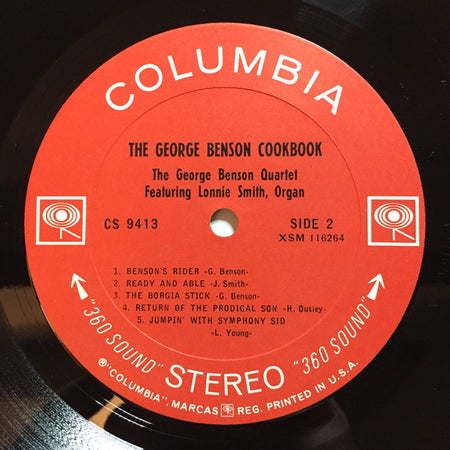 COLUMBIA
THE GEORGE BENSON COOKBOOK
The George Benson Quartet
Featuring Lonnie Smith, Organ
CS 9413
SIDE 2
XSM 116264
1. BENSON'S RIDER -G. Benson-
2. READY AND ABLE -J. Smith-
3. THE BORGIA STICK -G. Benson-
4. RETURN OF THE PRODIGAL SON -H. Ousley-
5. JUMPIN' WITH SYMPHONY SID
-L. Young-
"360 SOUND" STEREO "360 SOUND"
®"COLUMBIA", MARCAS REG. PRINTED IN U.S.A.